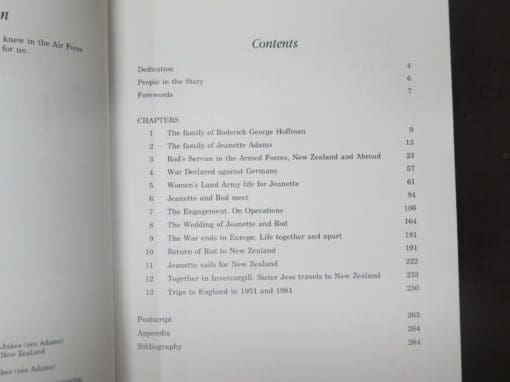 n
knew in the Air Force
for us.
Jukes (née Adams)
New Zealand
kes (née Adams)
Contents
Dedication 4
People in the Story 6
Forewords 7
CHAPTERS
1 The family of Roderick George Hoffman 9
2 The family of Jeanette Adams 13
3 Rod's Service in the Armed Forces, New Zealand and Abroad 23
4 War Declared against Germany 57
5 Women's Land Army life for Jeanette 61
6 Jeanette and Rod meet 84
7 The Engagement. On Operations 106
8 The Wedding of Jeanette and Rod 164
9 The War ends in Europe. Life together and apart 181
10 Return of Rod to New Zealand 191
11 Jeanette sails for New Zealand 222
12 Together in Invercargill. Sister Jess travels to New Zealand 233
13 Trips to England in 1951 and 1981 250
Postscript 263
Appendix 264
Bibliography 264